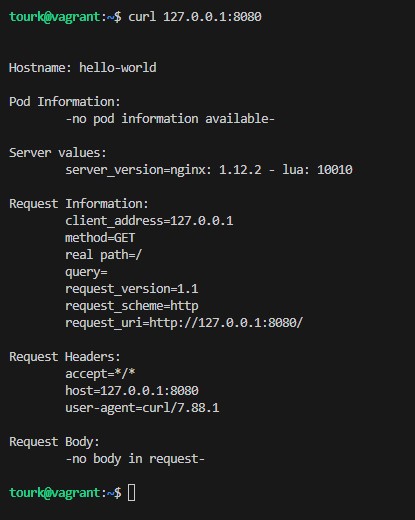 tourk@vagrant:~$ curl 127.0.0.1:8080
Hostname: hello-world
Pod Information:
-no pod information available-
Server values:
server_version=nginx: 1.12.2 - lua: 10010
Request Information:
client_address=127.0.0.1
method=GET
real path=/
query=
request_version=1.1
request_scheme=http
request_uri=http://127.0.0.1:8080/
Request Headers:
accept=*/*
host=127.0.0.1:8080
user-agent=curl/7.88.1
Request Body:
-no body in request-
tourk@vagrant:~$